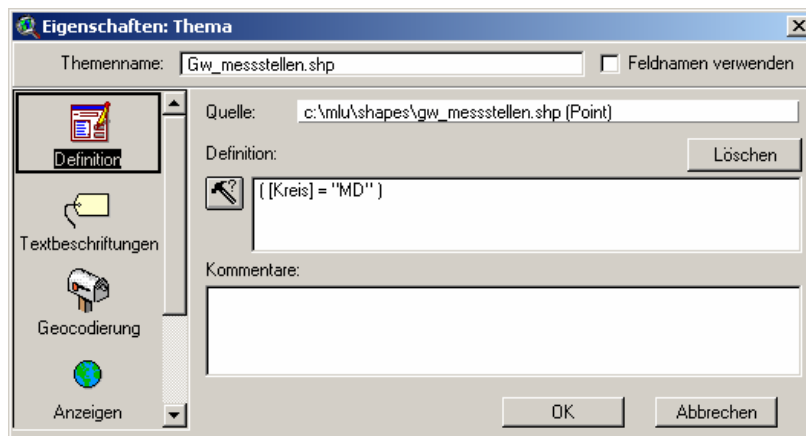 Eigenschaften: Thema
Themenname: Gw_messstellen.shp Feldnamen verwenden
Definition
Textbeschriftungen
Geocodierung
Anzeigen
Quelle: c:\mlu\shapes\gw_messstellen.shp (Point)
Definition: Löschen
( [Kreis] = "MD" )
Kommentare:
OK Abbrechen